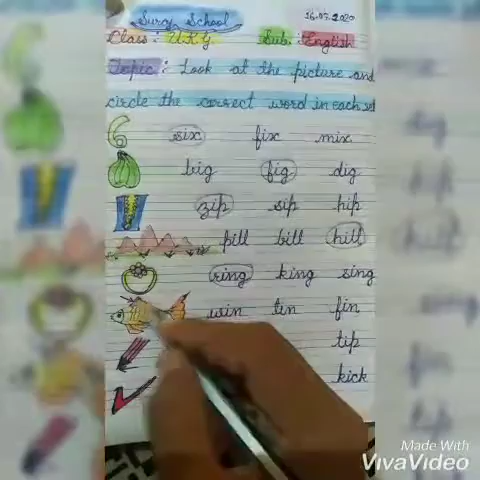 Suraj School 16.07.2020
Class: U.K.G Sub: English
Topic: Look at the picture and
circle the correct word in each set
6 six fix mix
big fig dig
zip sip hip
pill bill hill
ring king sing
win tin fin
tip
kick
Made With
VivaVideo